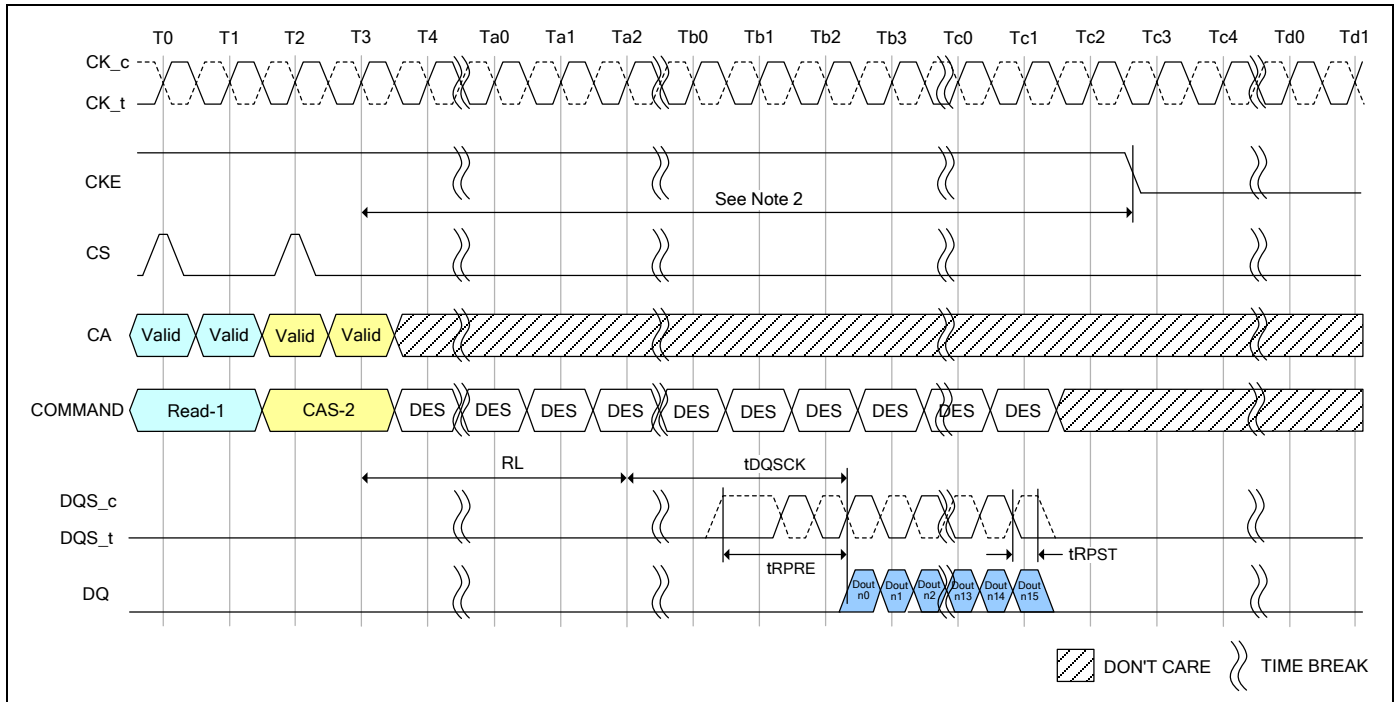 T0 T1 T2 T3 T4 Ta0 Ta1 Ta2 Tb0 Tb1 Tb2 Tb3 Tc0 Tc1 Tc2 Tc3 Tc4 Td0 Td1
CK_c
CK_t
CKE
See Note 2
CS
CA Valid Valid Valid Valid
COMMAND Read-1 CAS-2 DES DES DES DES DES DES DES DES DES DES
RL tDQSCK
DQS_c
DQS_t
tRPRE tRPST
DQ Dout n0 Dout n1 Dout n2 Dout n13 Dout n14 Dout n15
DON'T CARE TIME BREAK